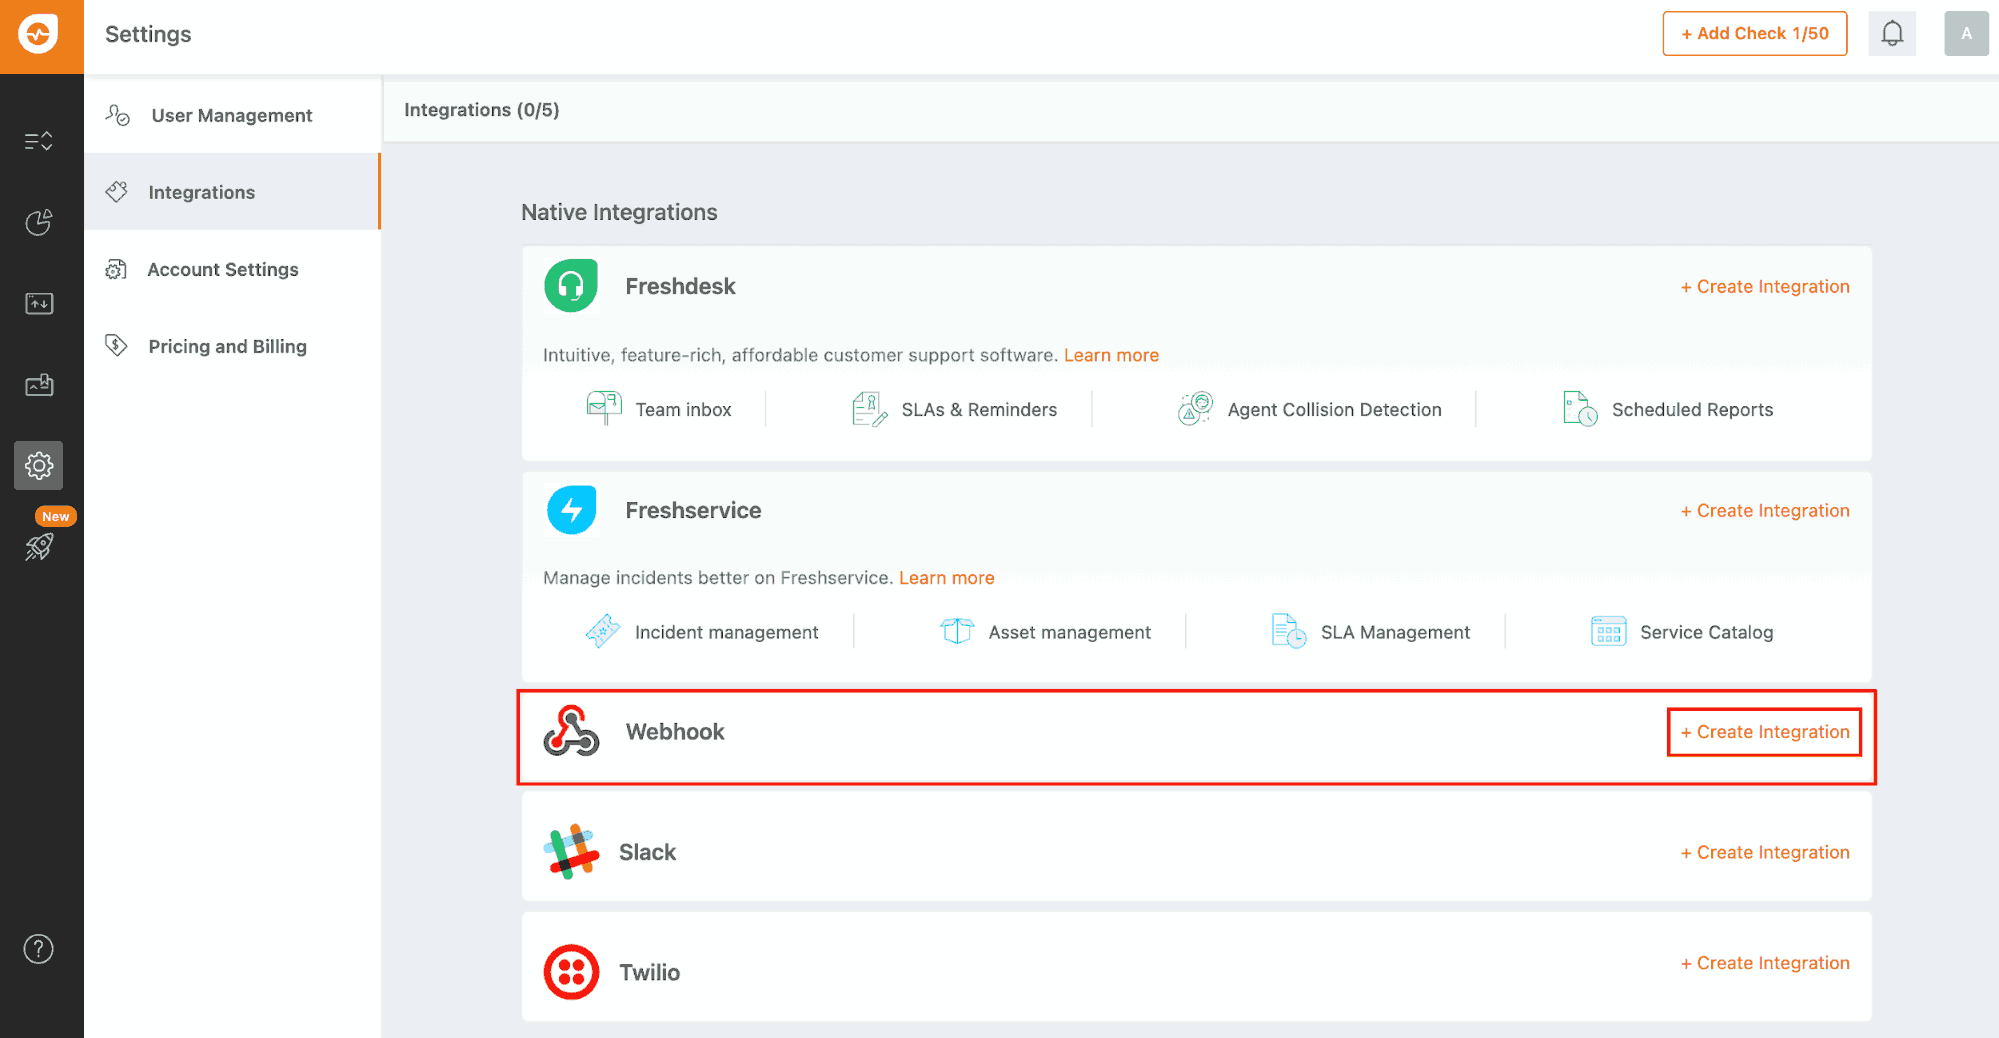 Settings
+ Add Check 1/50
A
User Management
Integrations
Account Settings
Pricing and Billing
New
?
Integrations (0/5)
Native Integrations
Freshdesk
+ Create Integration
Intuitive, feature-rich, affordable customer support software. Learn more
Team inbox
SLAs & Reminders
Agent Collision Detection
Scheduled Reports
Freshservice
+ Create Integration
Manage incidents better on Freshservice. Learn more
Incident management
Asset management
SLA Management
Service Catalog
Webhook
+ Create Integration
Slack
+ Create Integration
Twilio
+ Create Integration